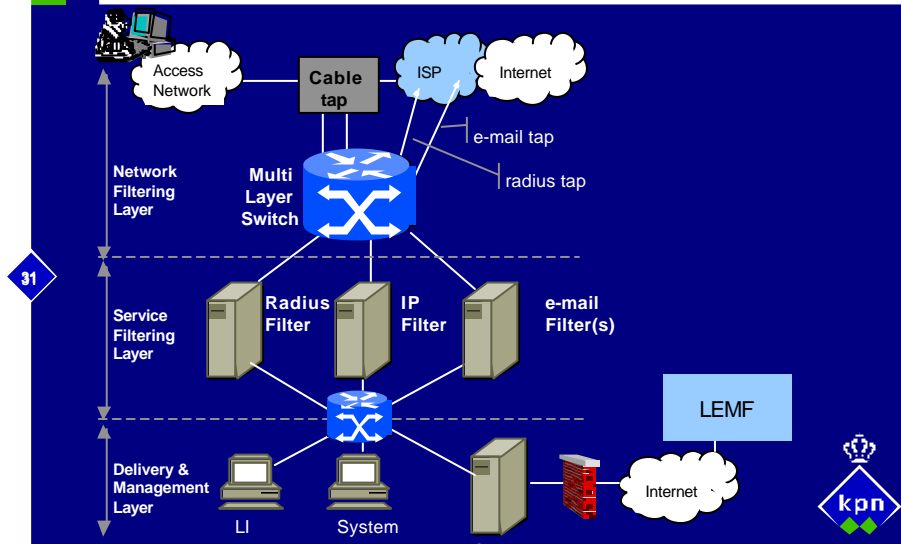 Access
Network
Cable
tap
ISP
Internet
e-mail tap
radius tap
Network
Filtering
Layer
Multi
Layer
Switch
31
Service
Filtering
Layer
Radius
Filter
IP
Filter
e-mail
Filter(s)
LEMF
Delivery &
Management
Layer
LI
System
Internet
kpn